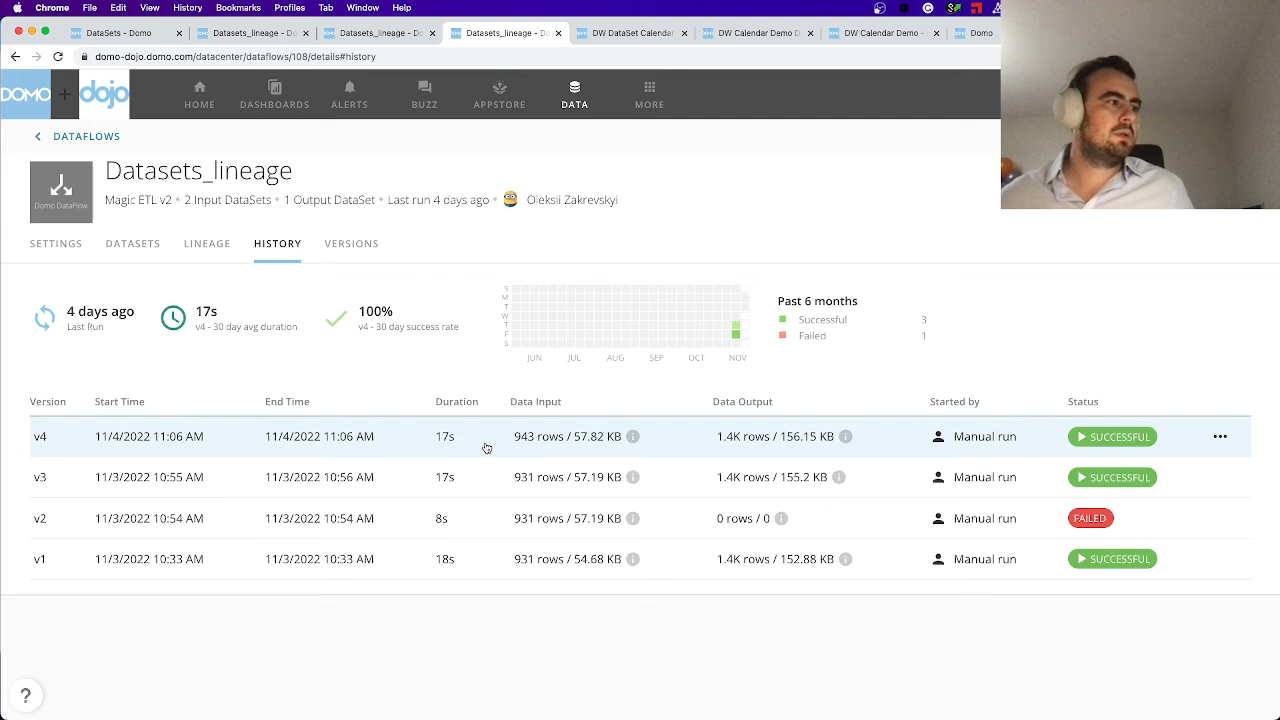 Chrome File Edit View History Bookmarks Profiles Tab Window Help
DataSets - Domo Datasets_lineage - D Datasets_lineage - De Datasets_lineage - Do DW DataSet Calendar DW Calendar Demo D DW Calendar Demo - Domo
domo-dojo.domo.com/datacenter/dataflows/108/details#history
DOMO + dojo
HOME DASHBOARDS ALERTS BUZZ APPSTORE DATA MORE
DATAFLOWS
Datasets_lineage
Domo DataFlow
Magic ETL v2 • 2 Input DataSets • 1 Output DataSet • Last run 4 days ago • Oleksii Zakrevskyi
SETTINGS DATASETS LINEAGE HISTORY VERSIONS
4 days ago
Last Run
17s
v4 - 30 day avg duration
100%
v4 - 30 day success rate
S
M
T
W
T
F
S
JUN JUL AUG SEP OCT NOV
Past 6 months
Successful 3
Failed 1
Version Start Time End Time Duration Data Input Data Output Started by Status
v4 11/4/2022 11:06 AM 11/4/2022 11:06 AM 17s 943 rows / 57.82 KB 1.4K rows / 156.15 KB Manual run SUCCESSFUL
v3 11/3/2022 10:55 AM 11/3/2022 10:56 AM 17s 931 rows / 57.19 KB 1.4K rows / 155.2 KB Manual run SUCCESSFUL
v2 11/3/2022 10:54 AM 11/3/2022 10:54 AM 8s 931 rows / 57.19 KB 0 rows / 0 Manual run FAILED
v1 11/3/2022 10:33 AM 11/3/2022 10:33 AM 18s 931 rows / 54.68 KB 1.4K rows / 152.88 KB Manual run SUCCESSFUL
?